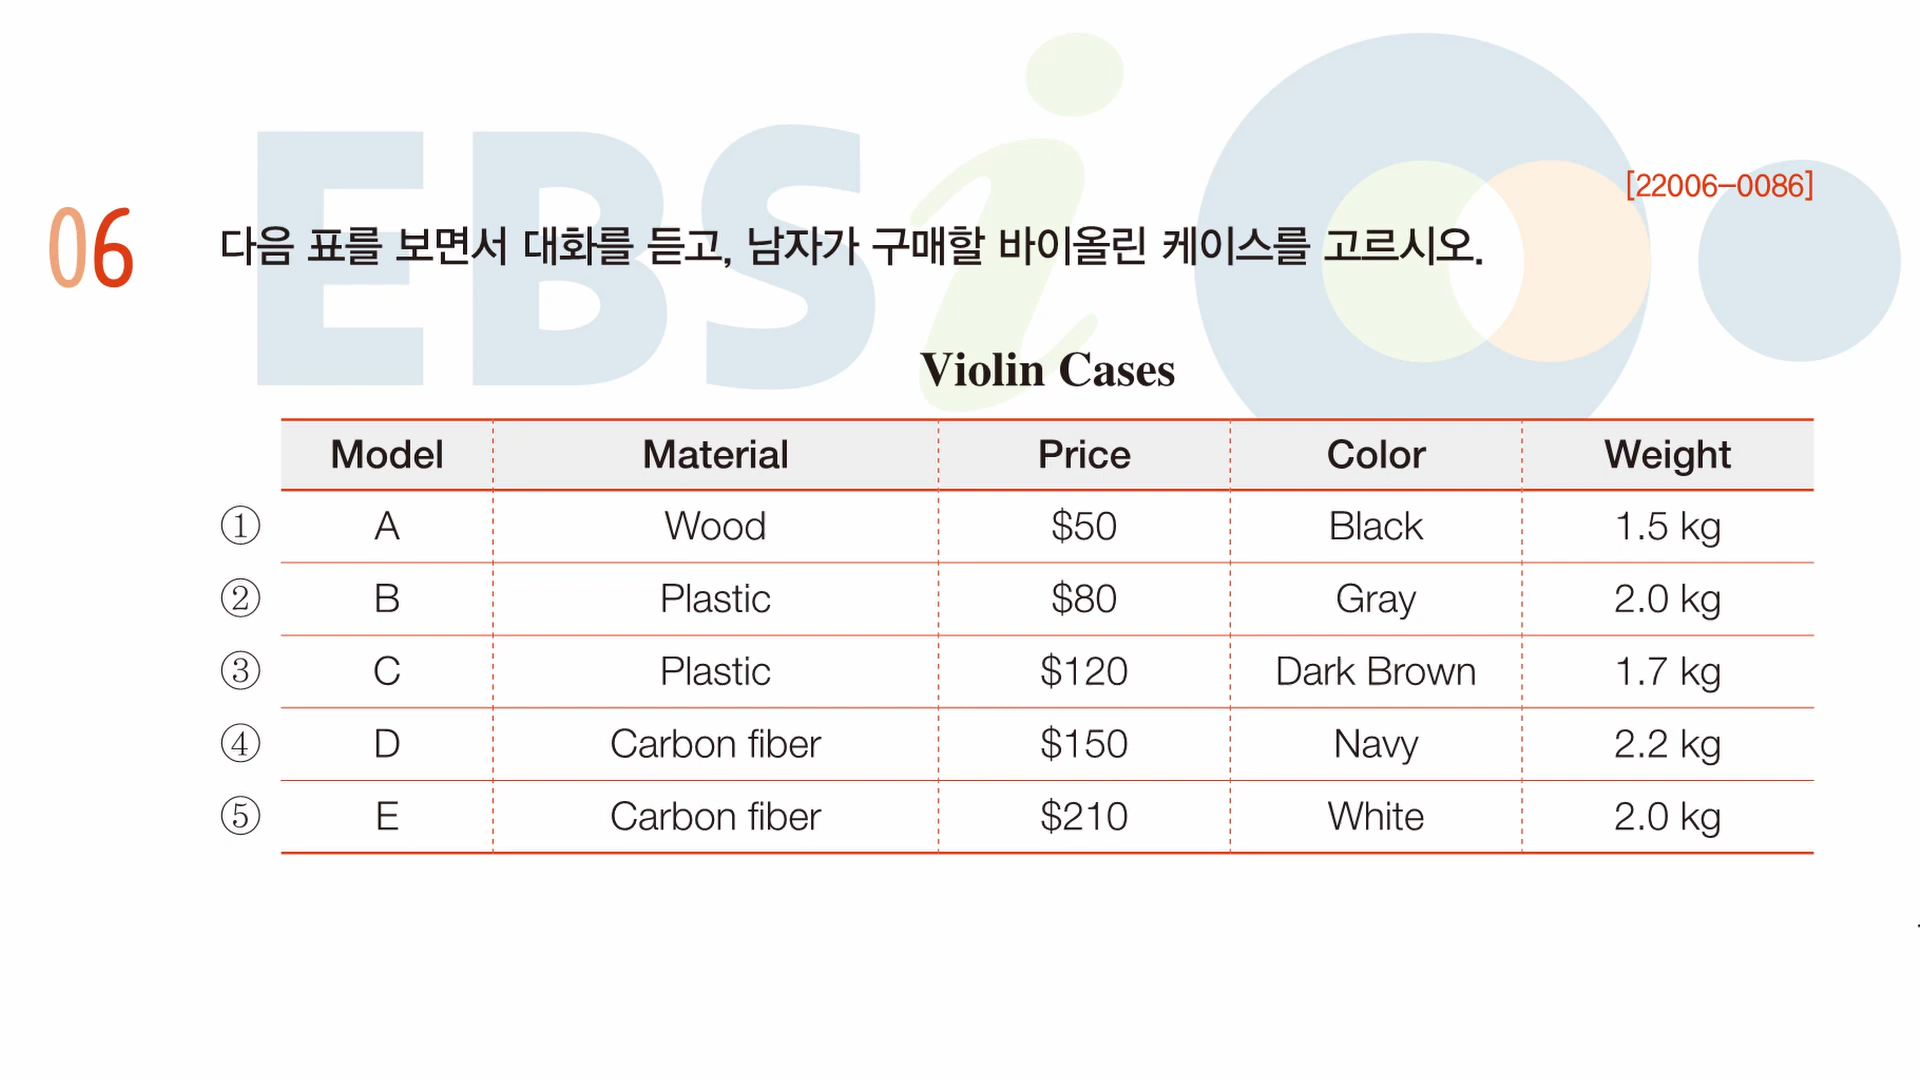 EBSi
[22006–0086]
06 다음 표를 보면서 대화를 듣고, 남자가 구매할 바이올린 케이스를 고르시오.
Violin Cases
Model Material Price Color Weight
① A Wood $50 Black 1.5 kg
② B Plastic $80 Gray 2.0 kg
③ C Plastic $120 Dark Brown 1.7 kg
④ D Carbon fiber $150 Navy 2.2 kg
⑤ E Carbon fiber $210 White 2.0 kg